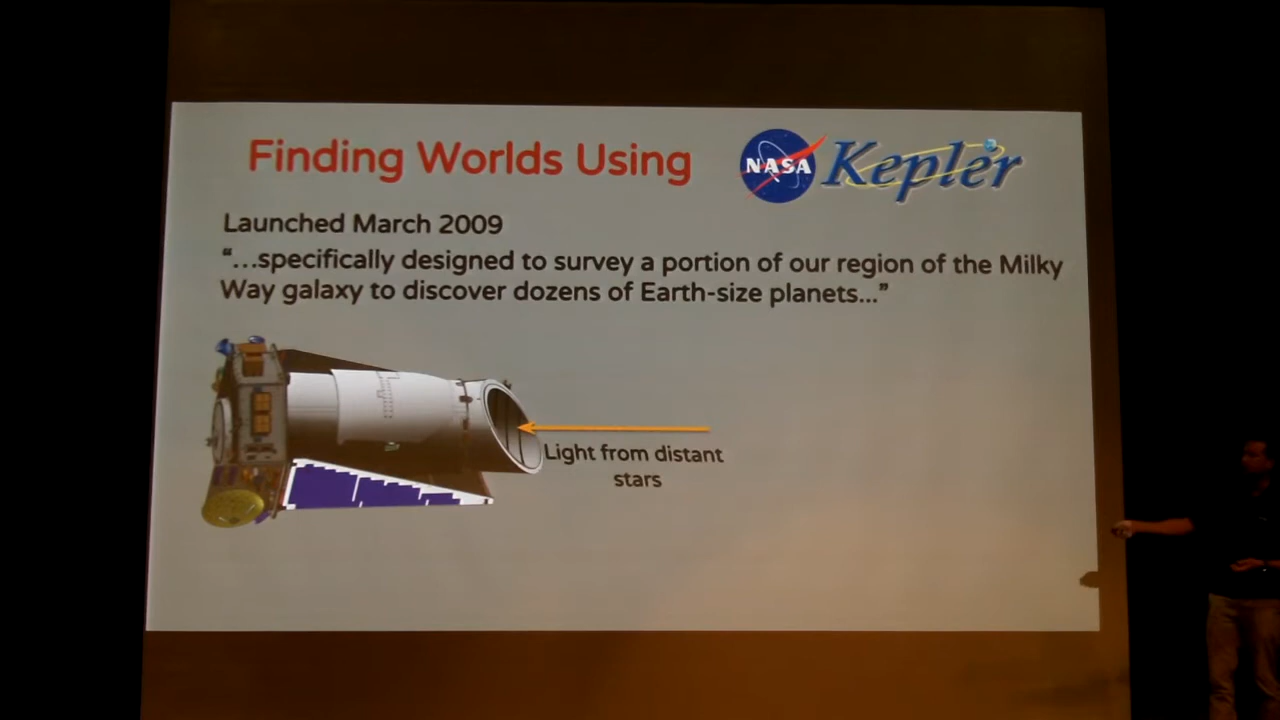 Finding Worlds Using
NASA Kepler
Launched March 2009
“...specifically designed to survey a portion of our region of the Milky
Way galaxy to discover dozens of Earth-size planets...”
Light from distant
stars